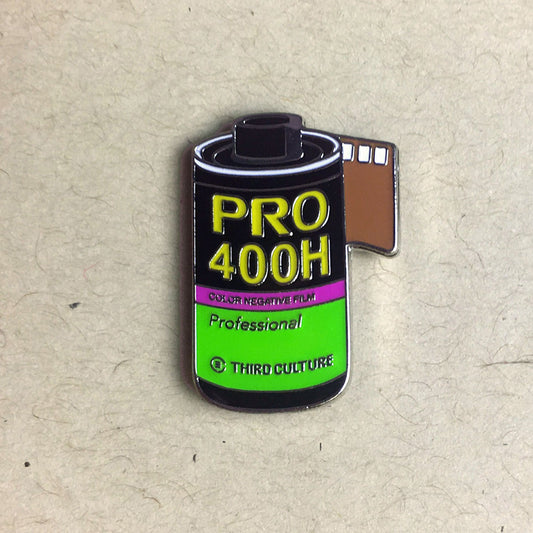 PRO
400H
COLOR NEGATIVE FILM
Professional
THIRD CULTURE